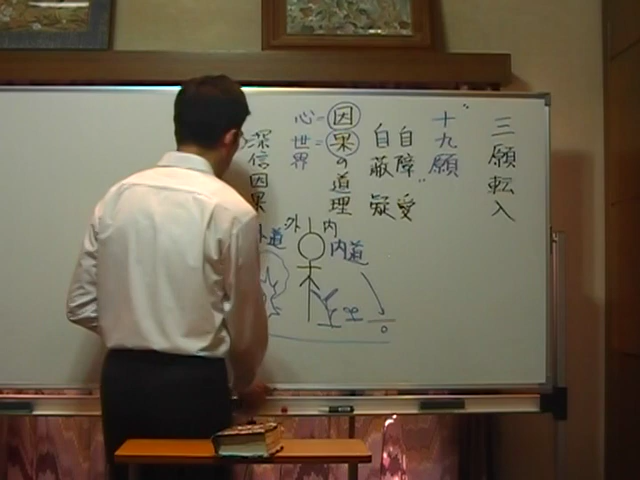 三願転入
十九願
自障自蔽
愛疑
因果の道理
心=
世界=
深信因果
外 内
内道
外道